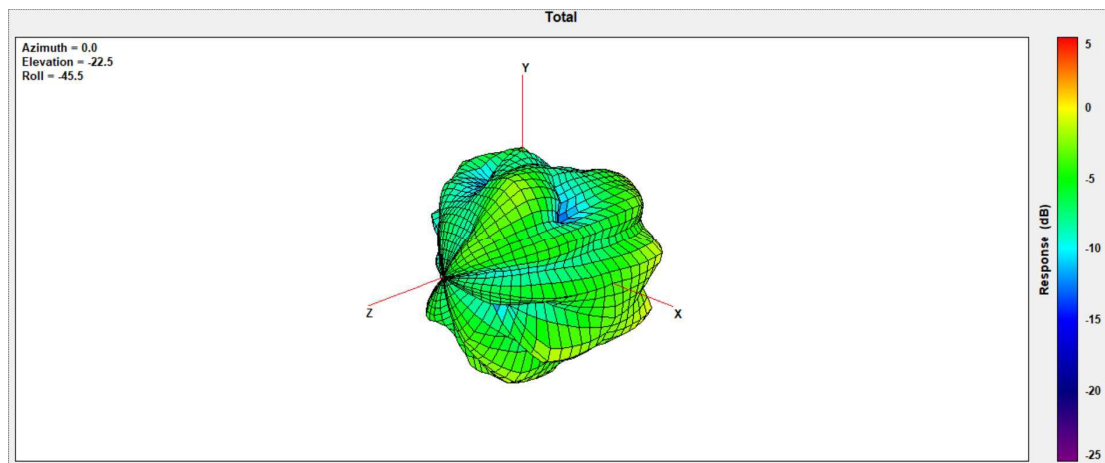 Total
Azimuth = 0.0
Elevation = -22.5
Roll = -45.5
Y
Z
X
5
0
-5
-10
-15
-20
-25
Response (dB)